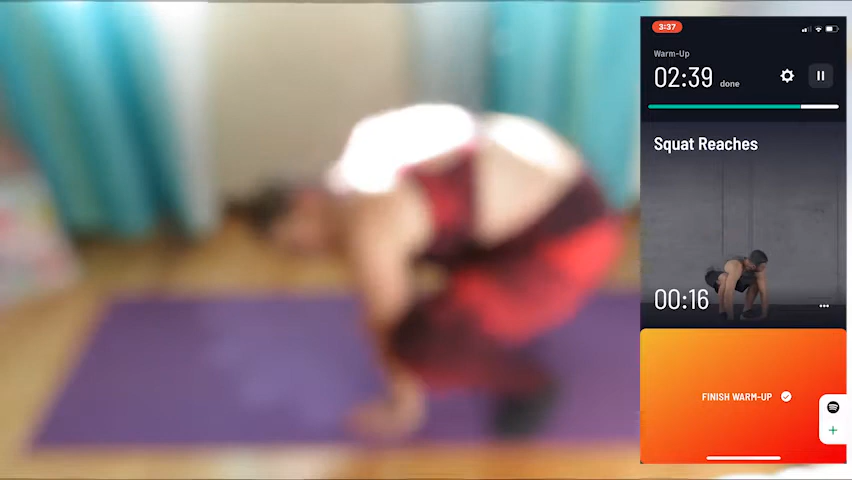 3:37
Warm-Up
02:39 done
Squat Reaches
00:16
FINISH WARM-UP